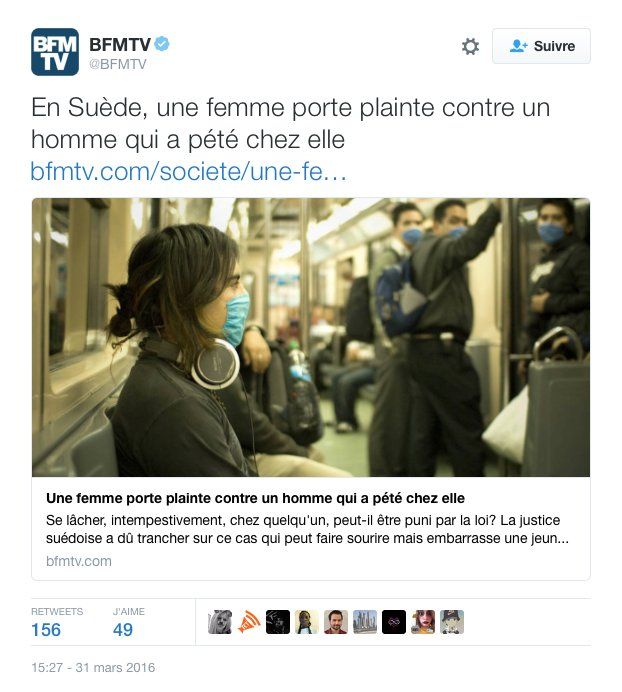 BFM
TV
BFMTV
@BFMTV
Suivre
En Suède, une femme porte plainte contre un
homme qui a pété chez elle
bfmtv.com/societe/une-fe…
Une femme porte plainte contre un homme qui a pété chez elle
Se lâcher, intempestivement, chez quelqu'un, peut-il être puni par la loi? La justice
suédoise a dû trancher sur ce cas qui peut faire sourire mais embarrasse une jeun...
bfmtv.com
RETWEETS
J'AIME
156
49
15:27 - 31 mars 2016